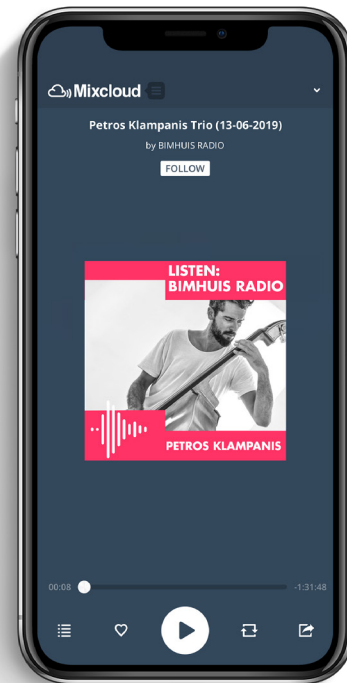 Mixcloud
Petros Klampanis Trio (13-06-2019)
by BIMHUIS RADIO
FOLLOW
LISTEN:
BIMHUIS RADIO
PETROS KLAMPANIS
00:08
-1:31:48